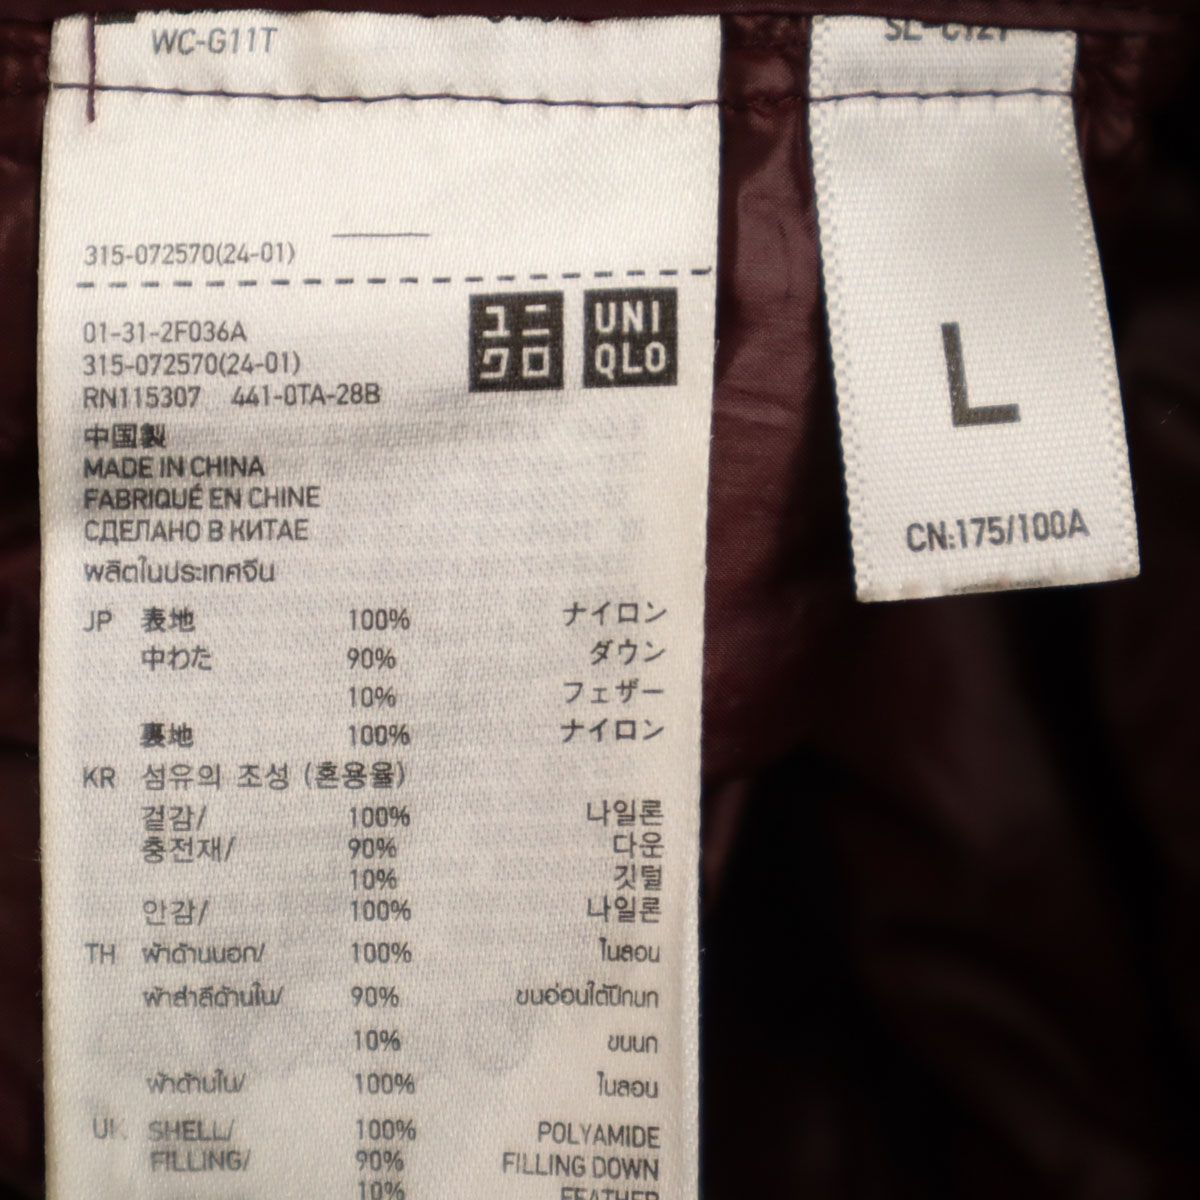 WC-G11T
315-072570(24-01)
01-31-2F036A
315-072570(24-01)
RN115307 441-0TA-28B
ユニ
クロ
UNI
QLO
中国製
MADE IN CHINA
FABRIQUÉ EN CHINE
СДЕЛАНО В КИТАЕ
ผลิตในประเทศจีน
JP 表地 100% ナイロン
中わた 90% ダウン
10% フェザー
裏地 100% ナイロン
KR 섬유의 조성 (혼용율)
겉감/ 100% 나일론
충전재/ 90% 다운
10% 깃털
안감/ 100% 나일론
TH ผ้าด้านนอก/ 100% ไนลอน
ผ้าสำลีด้านใน/ 90% ขนอ่อนใต้ปีกนก
10% ขนนก
ผ้าด้านใน/ 100% ไนลอน
UK SHELL/ 100% POLYAMIDE
FILLING/ 90% FILLING DOWN
10% FEATHER
L
CN:175/100A